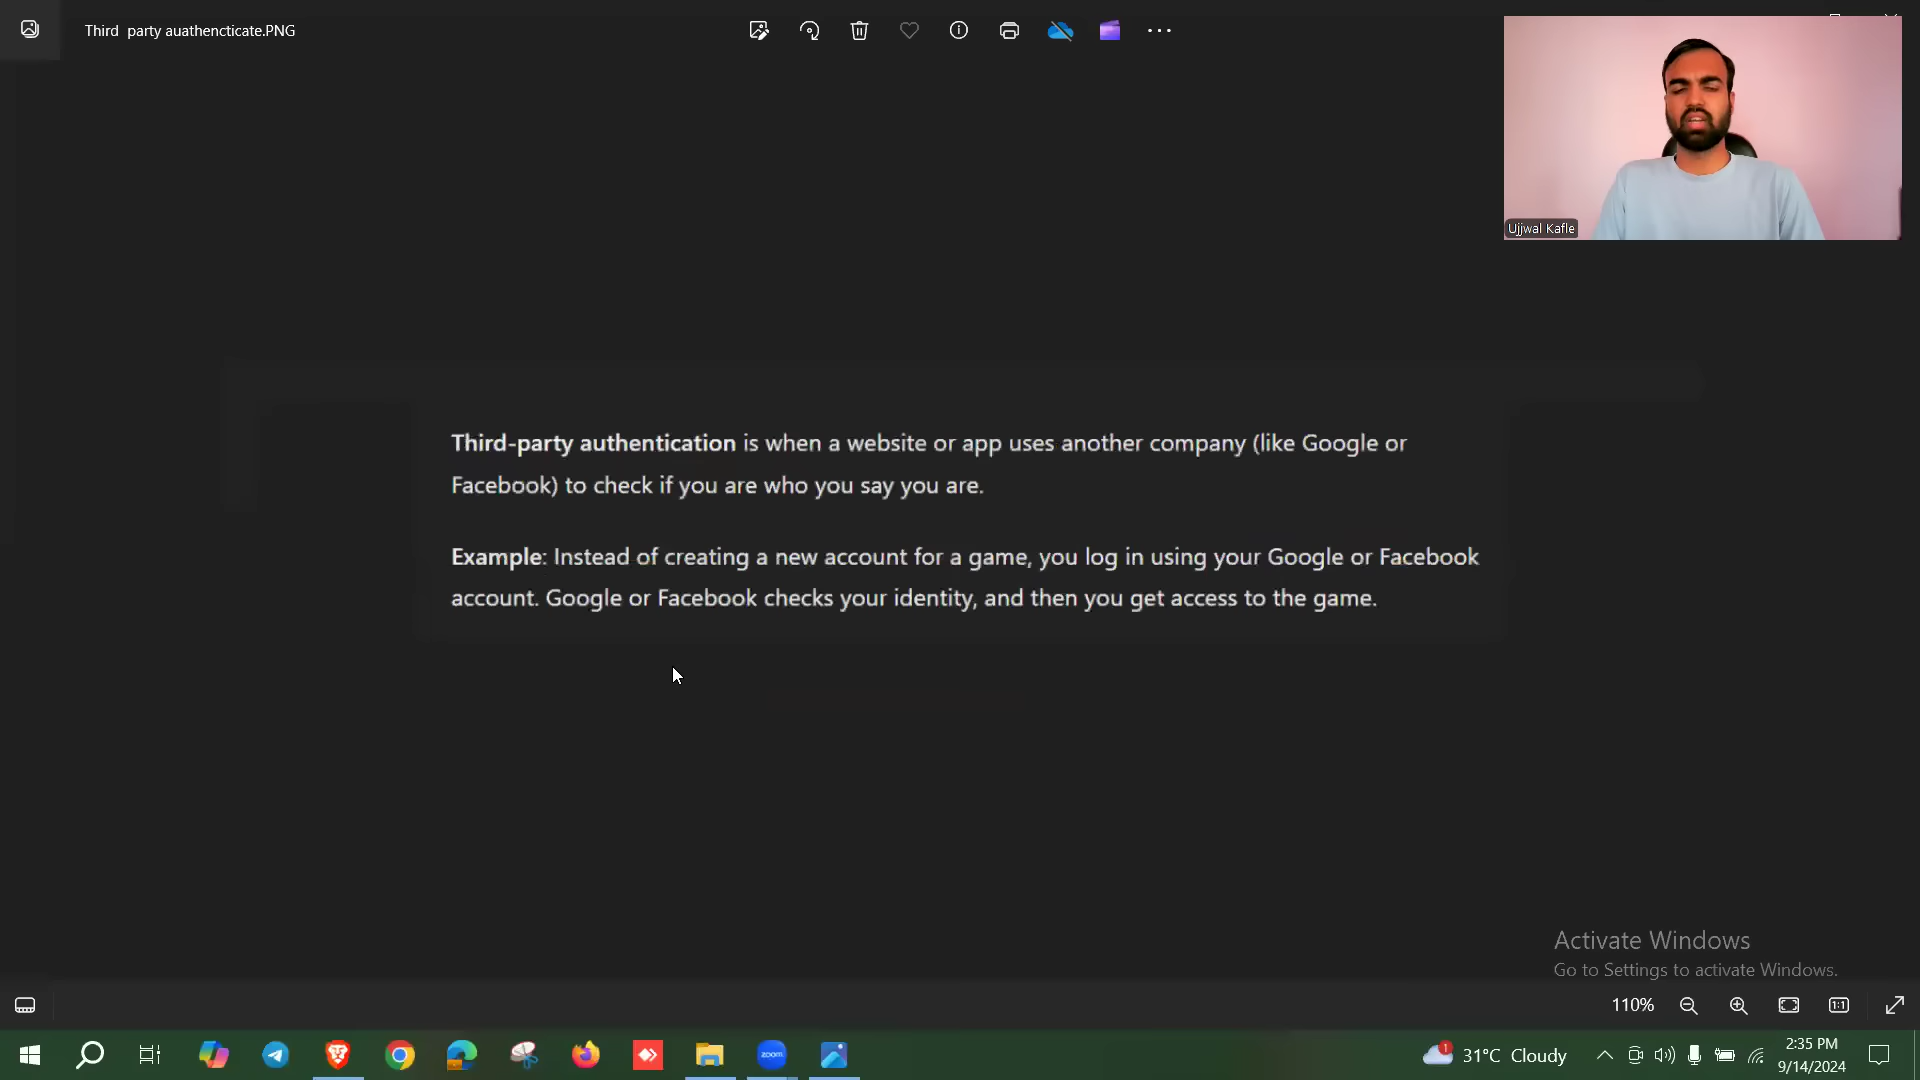 Third  party auathencticate.PNG
Ujjwal Kafle
Third-party authentication is when a website or app uses another company (like Google or
Facebook) to check if you are who you say you are.
Example: Instead of creating a new account for a game, you log in using your Google or Facebook
account. Google or Facebook checks your identity, and then you get access to the game.
Activate Windows
Go to Settings to activate Windows.
110%
1:1
zoom
1
31°C Cloudy
2:35 PM
9/14/2024